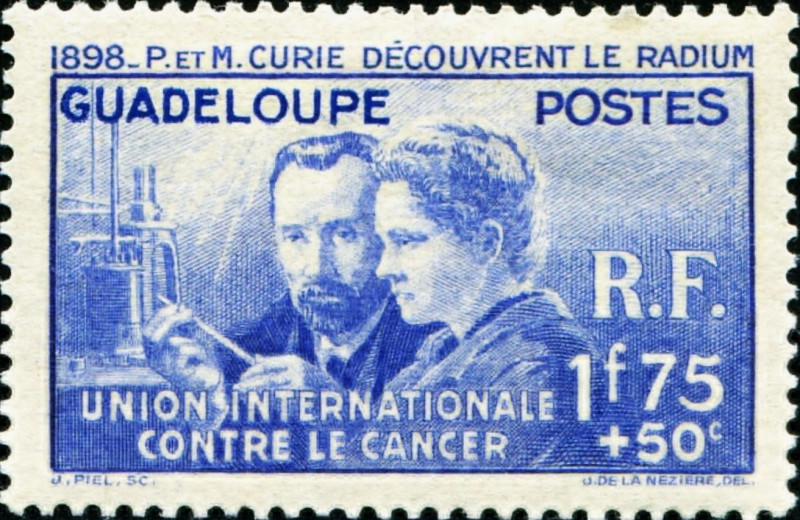 1898_P. ET M. CURIE DÉCOUVRENT LE RADIUM
GUADELOUPE POSTES
R.F.
1f75
+50c
UNION INTERNATIONALE
CONTRE LE CANCER
J. PIEL, SC. J. DE LA NEZIERE, DEL.